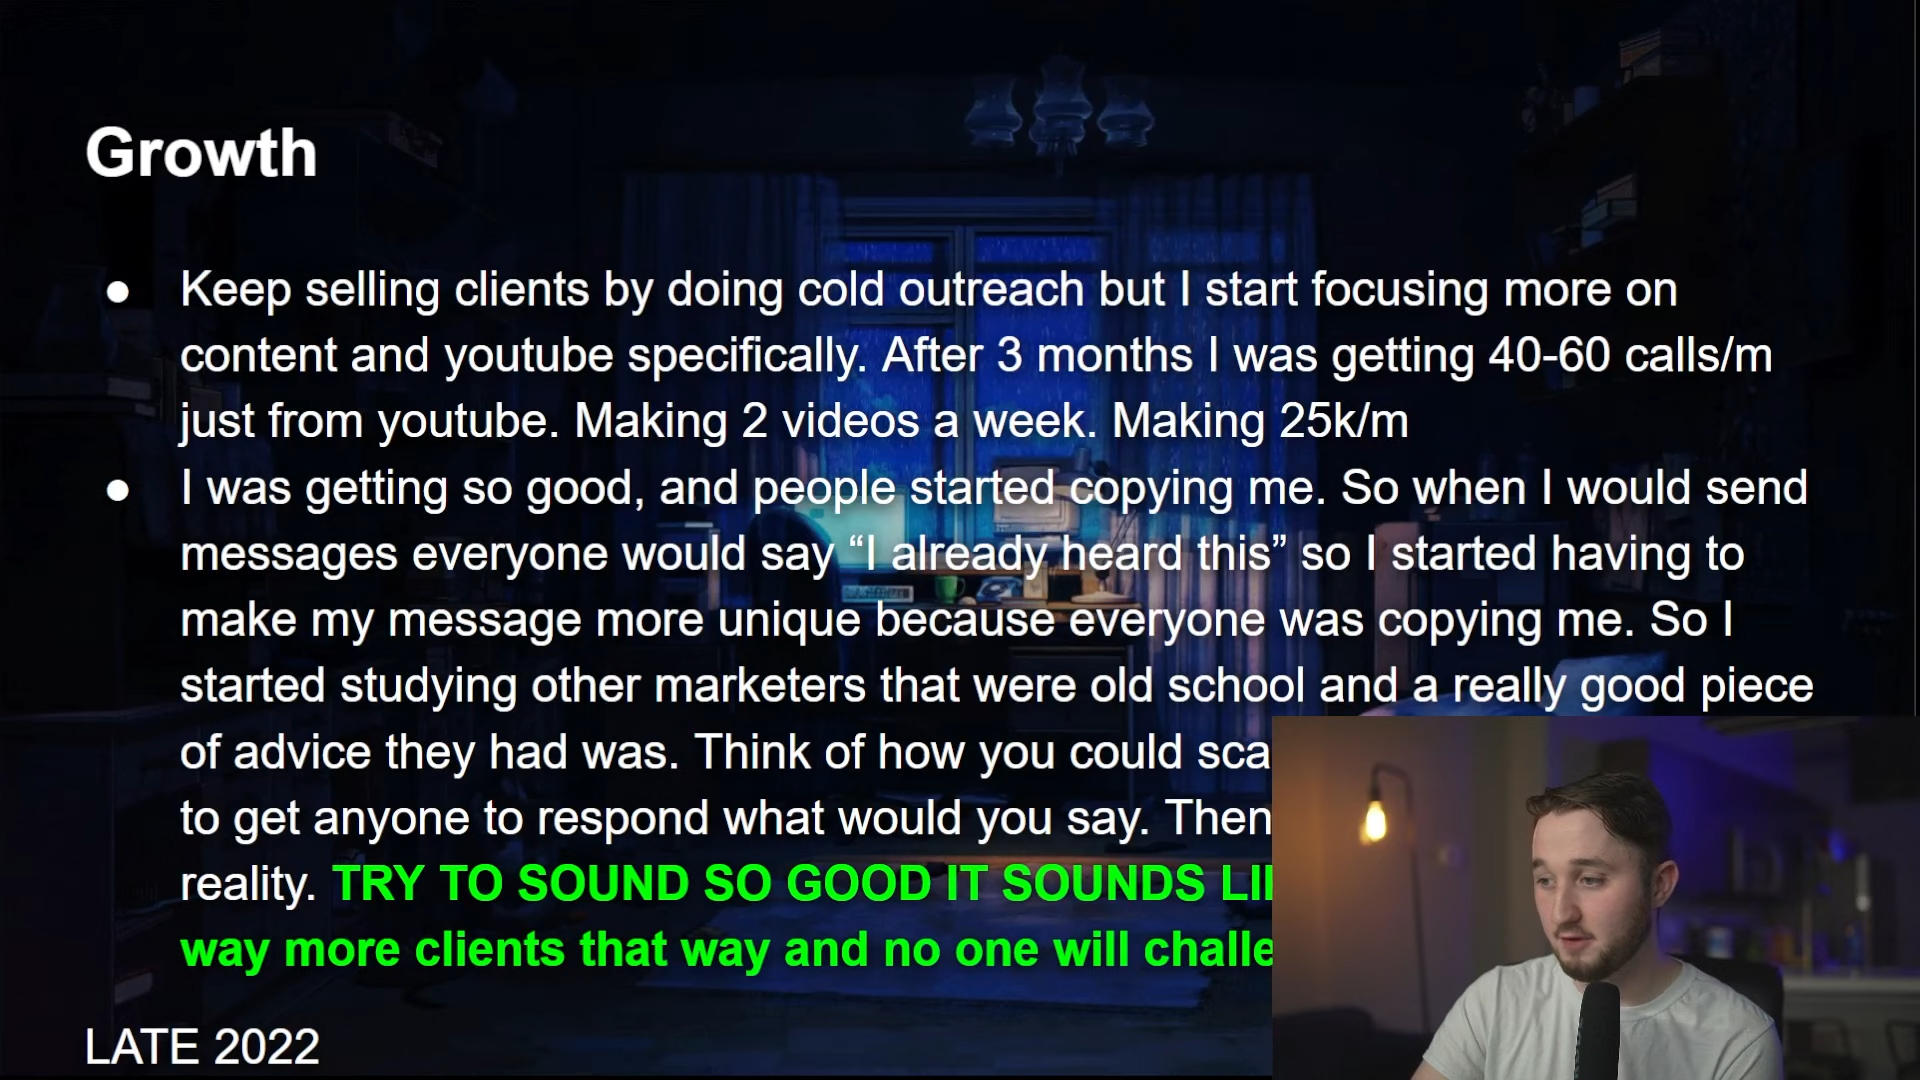 Growth
● Keep selling clients by doing cold outreach but I start focusing more on
content and youtube specifically. After 3 months I was getting 40-60 calls/m
just from youtube. Making 2 videos a week. Making 25k/m
● I was getting so good, and people started copying me. So when I would send
messages everyone would say “I already heard this” so I started having to
make my message more unique because everyone was copying me. So I
started studying other marketers that were old school and a really good piece
of advice they had was. Think of how you could
to get anyone to respond what would you say. Then
reality. TRY TO SOUND SO GOOD IT SOUNDS
way more clients that way and no one will
LATE 2022